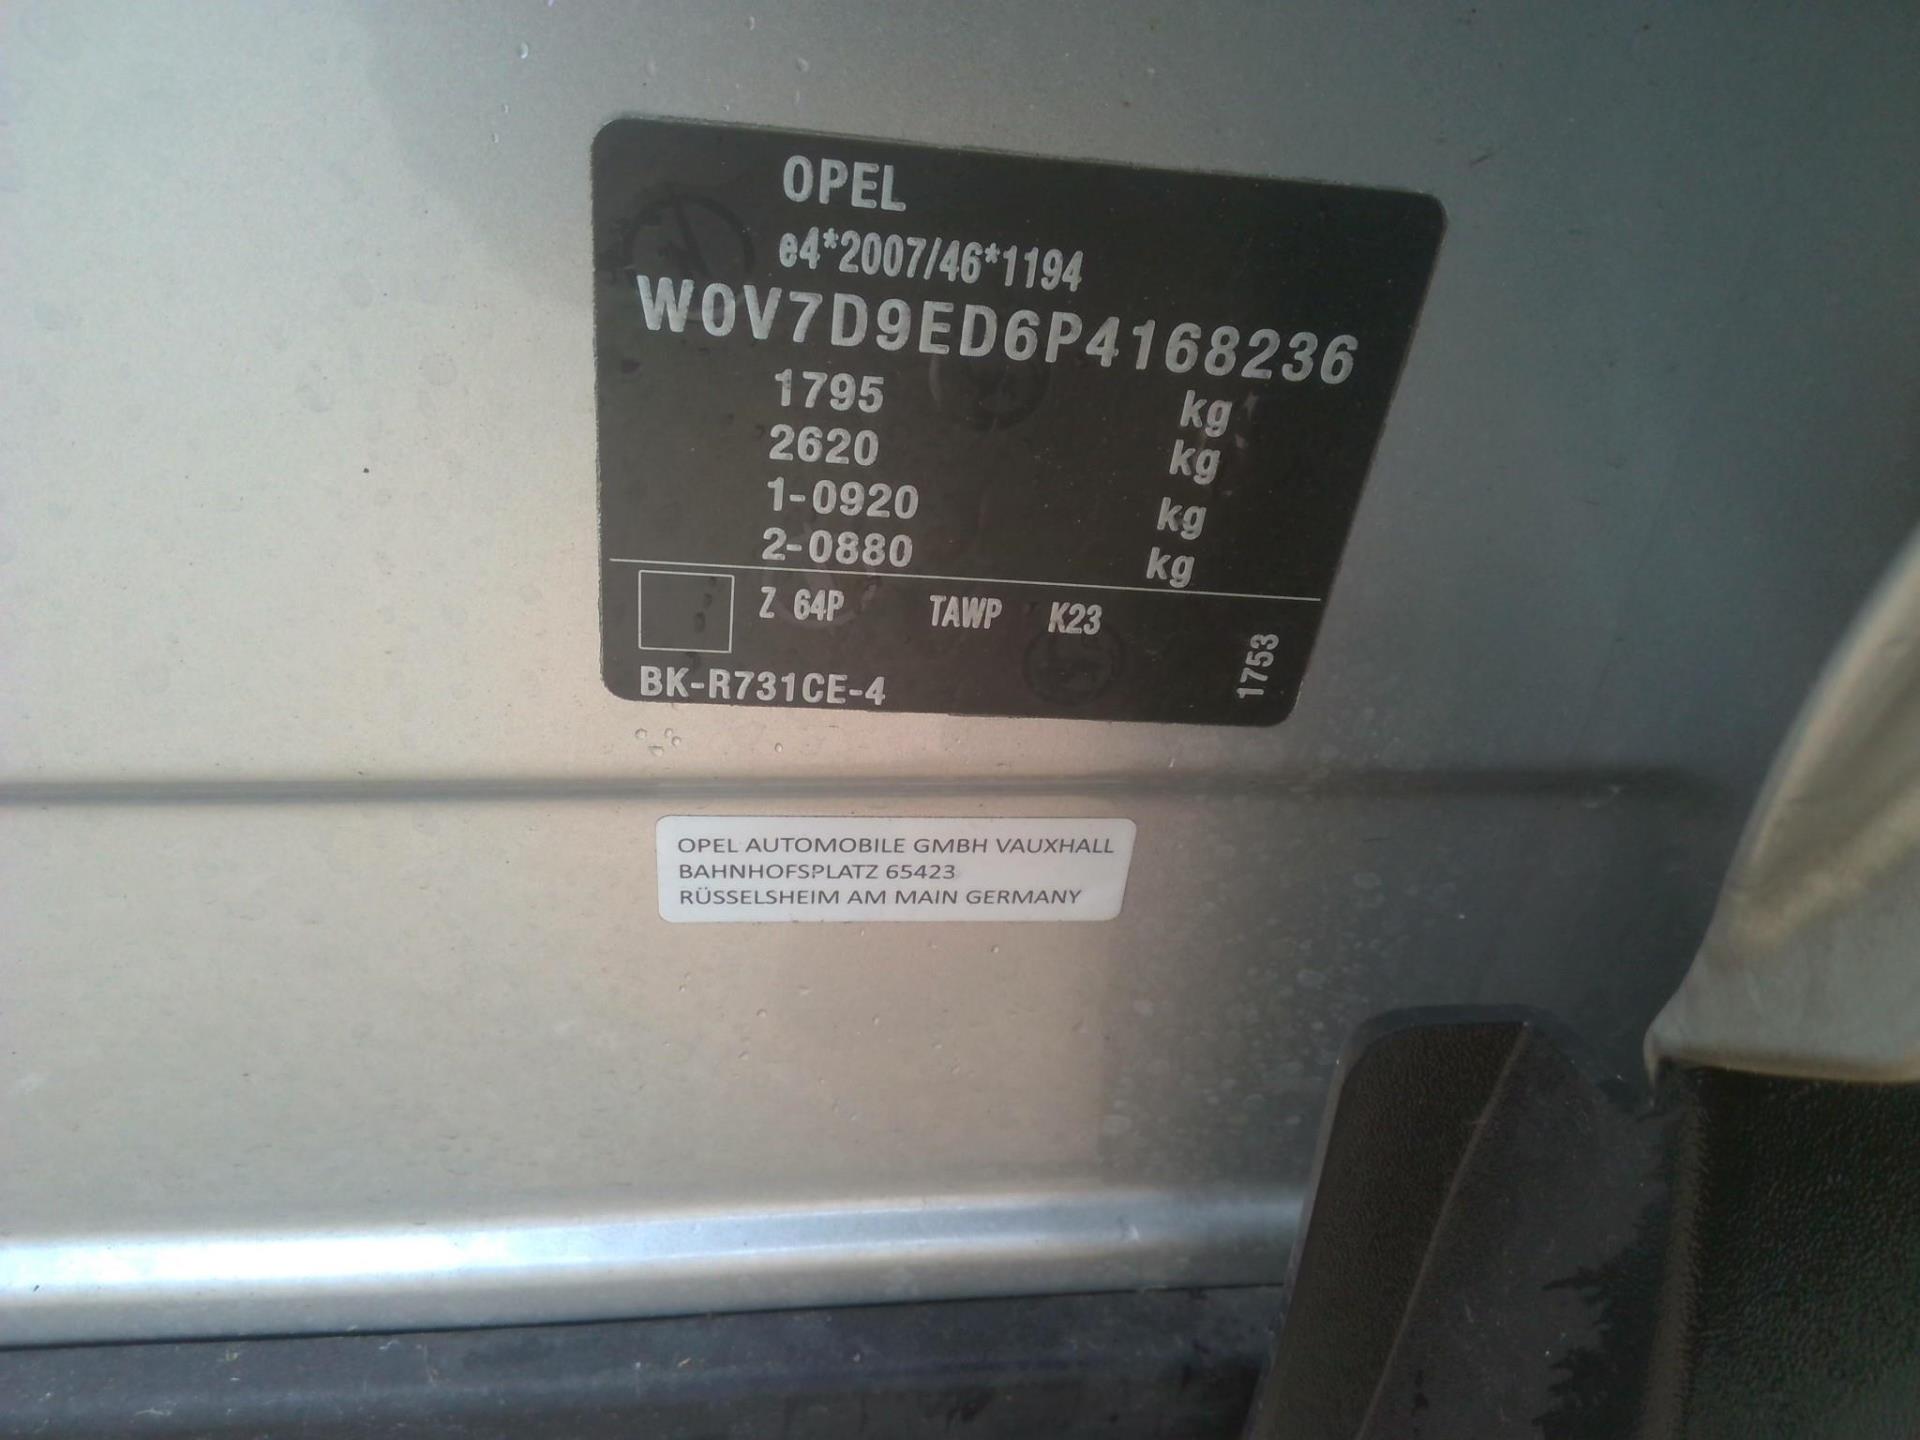 OPEL
e4*2007/46*1194
W0V7D9ED6P4168236
1795 kg
2620 kg
1-0920 kg
2-0880 kg
Z 64P TAWP K23
1753
BK-R731CE-4
OPEL AUTOMOBILE GMBH VAUXHALL
BAHNHOFSPLATZ 65423
RÜSSELSHEIM AM MAIN GERMANY